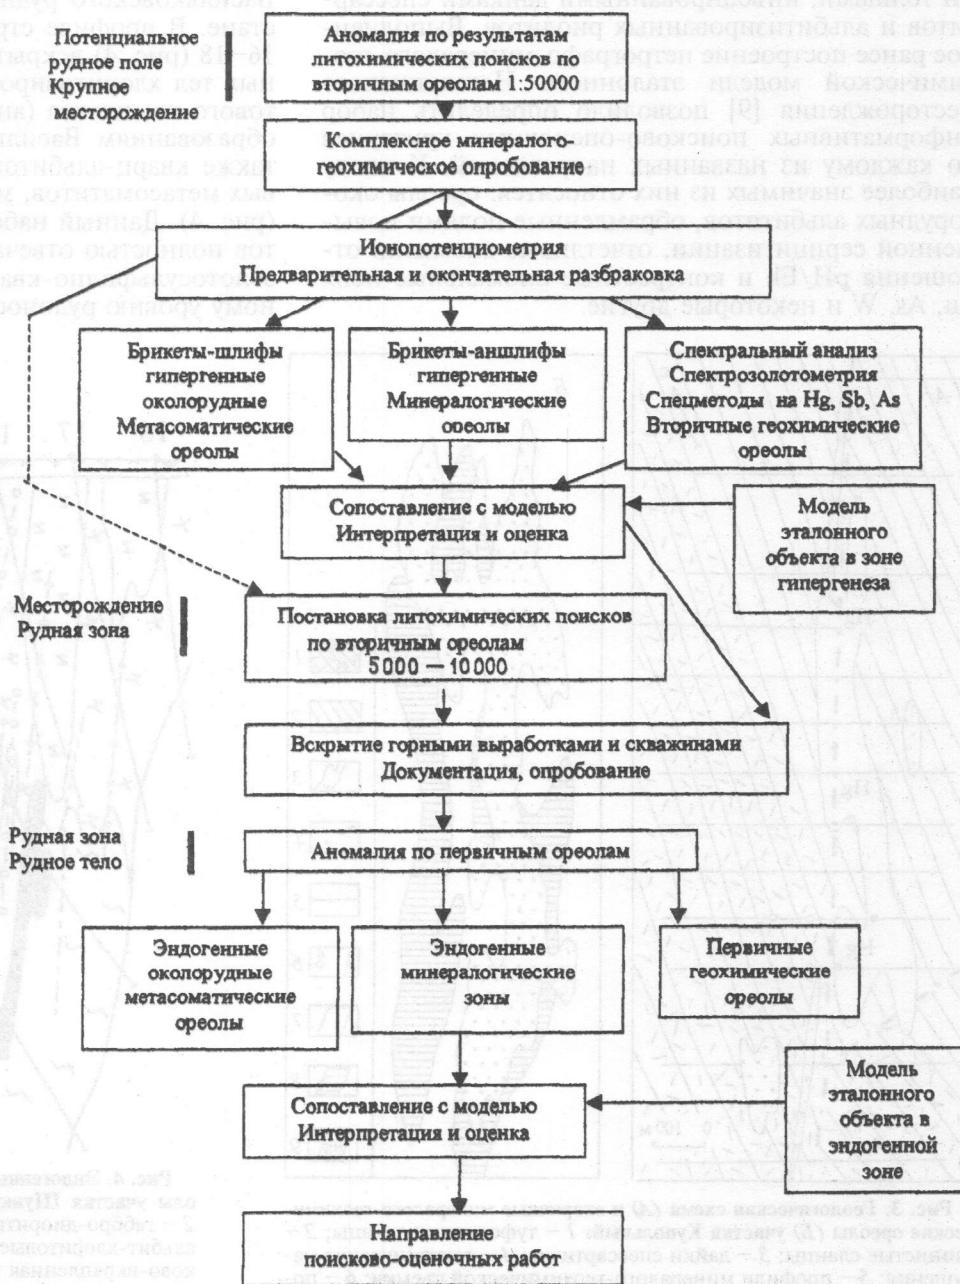 Потенциальное
рудное поле
Крупное
месторождение
Аномалия по результатам
литохимических поисков по
вторичным ореолам 1:50000
Комплексное минералого-
геохимическое опробование
Ионопотенциометрия
Предварительная и окончательная разбраковка
Брикеты-шлифы
гипергенные
околорудные
Метасоматические
ореолы
Брикеты-аншлифы
гипергенные
Минералогические
ореолы
Спектральный анализ
Спектрозолотометрия
Спецметоды на Hg, Sb, As
Вторичные геохимические
ореолы
Сопоставление с моделью
Интерпретация и оценка
Модель
эталонного
объекта в зоне
гипергенеза
Месторождение
Рудная зона
Постановка литохимических поисков
по вторичным ореолам
5000 — 10000
Вскрытие горными выработками и скважинами
Документация, опробование
Рудная зона
Рудное тело
Аномалия по первичным ореолам
Эндогенные
околорудные
метасоматические
ореолы
Эндогенные
минералогические
зоны
Первичные
геохимические
ореолы
Сопоставление с моделью
Интерпретация и оценка
Модель
эталонного
объекта в
эндогенной
зоне
Направление
поисково-оценочных работ